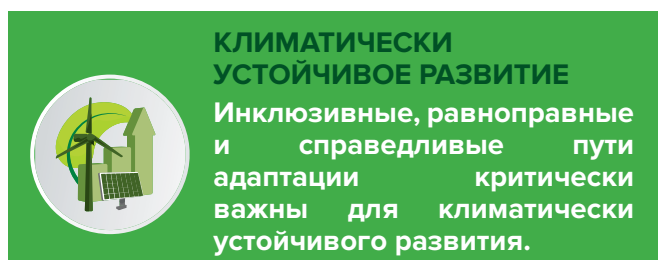 КЛИМАТИЧЕСКИ
УСТОЙЧИВОЕ РАЗВИТИЕ
Инклюзивные, равноправные
и справедливые пути
адаптации критически
важны для климатически
устойчивого развития.